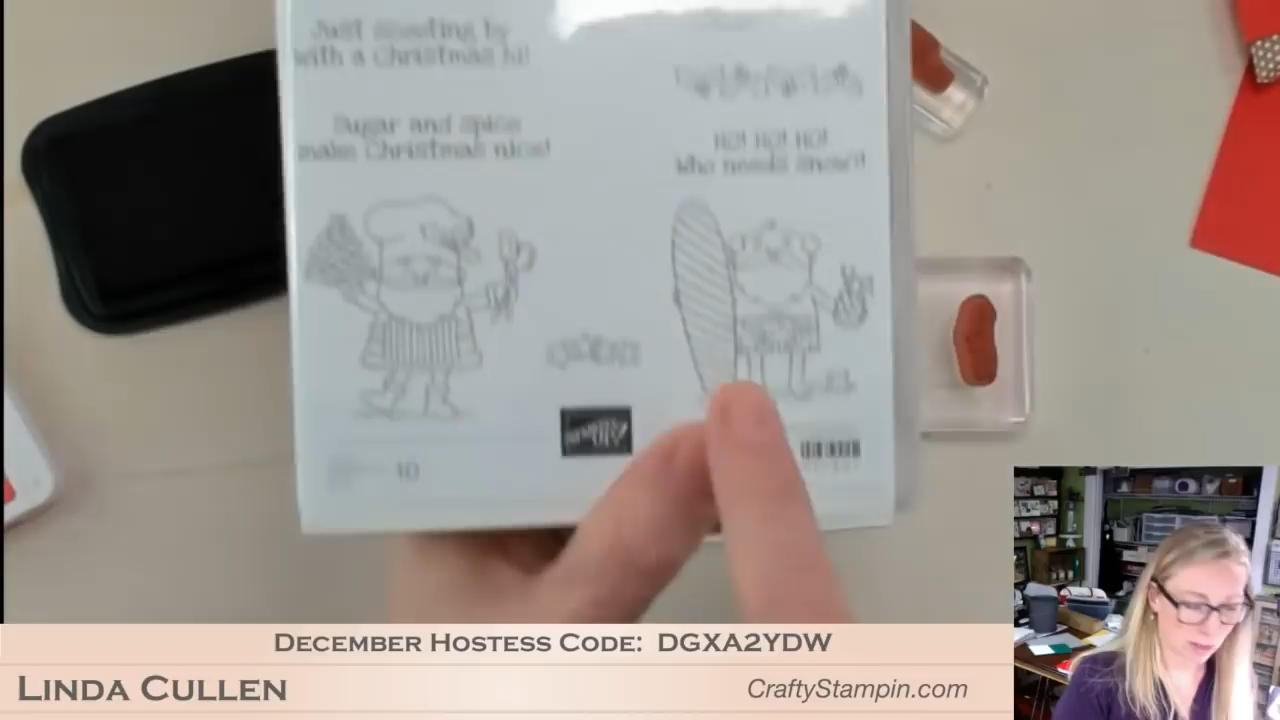 Just scooting by
with a Christmas hi!
Sugar and spice
make Christmas nice!
Ho! Ho! Ho!
Who needs snow?!
10
December Hostess Code: DGXA2YDW
Linda Cullen
CraftyStampin.com